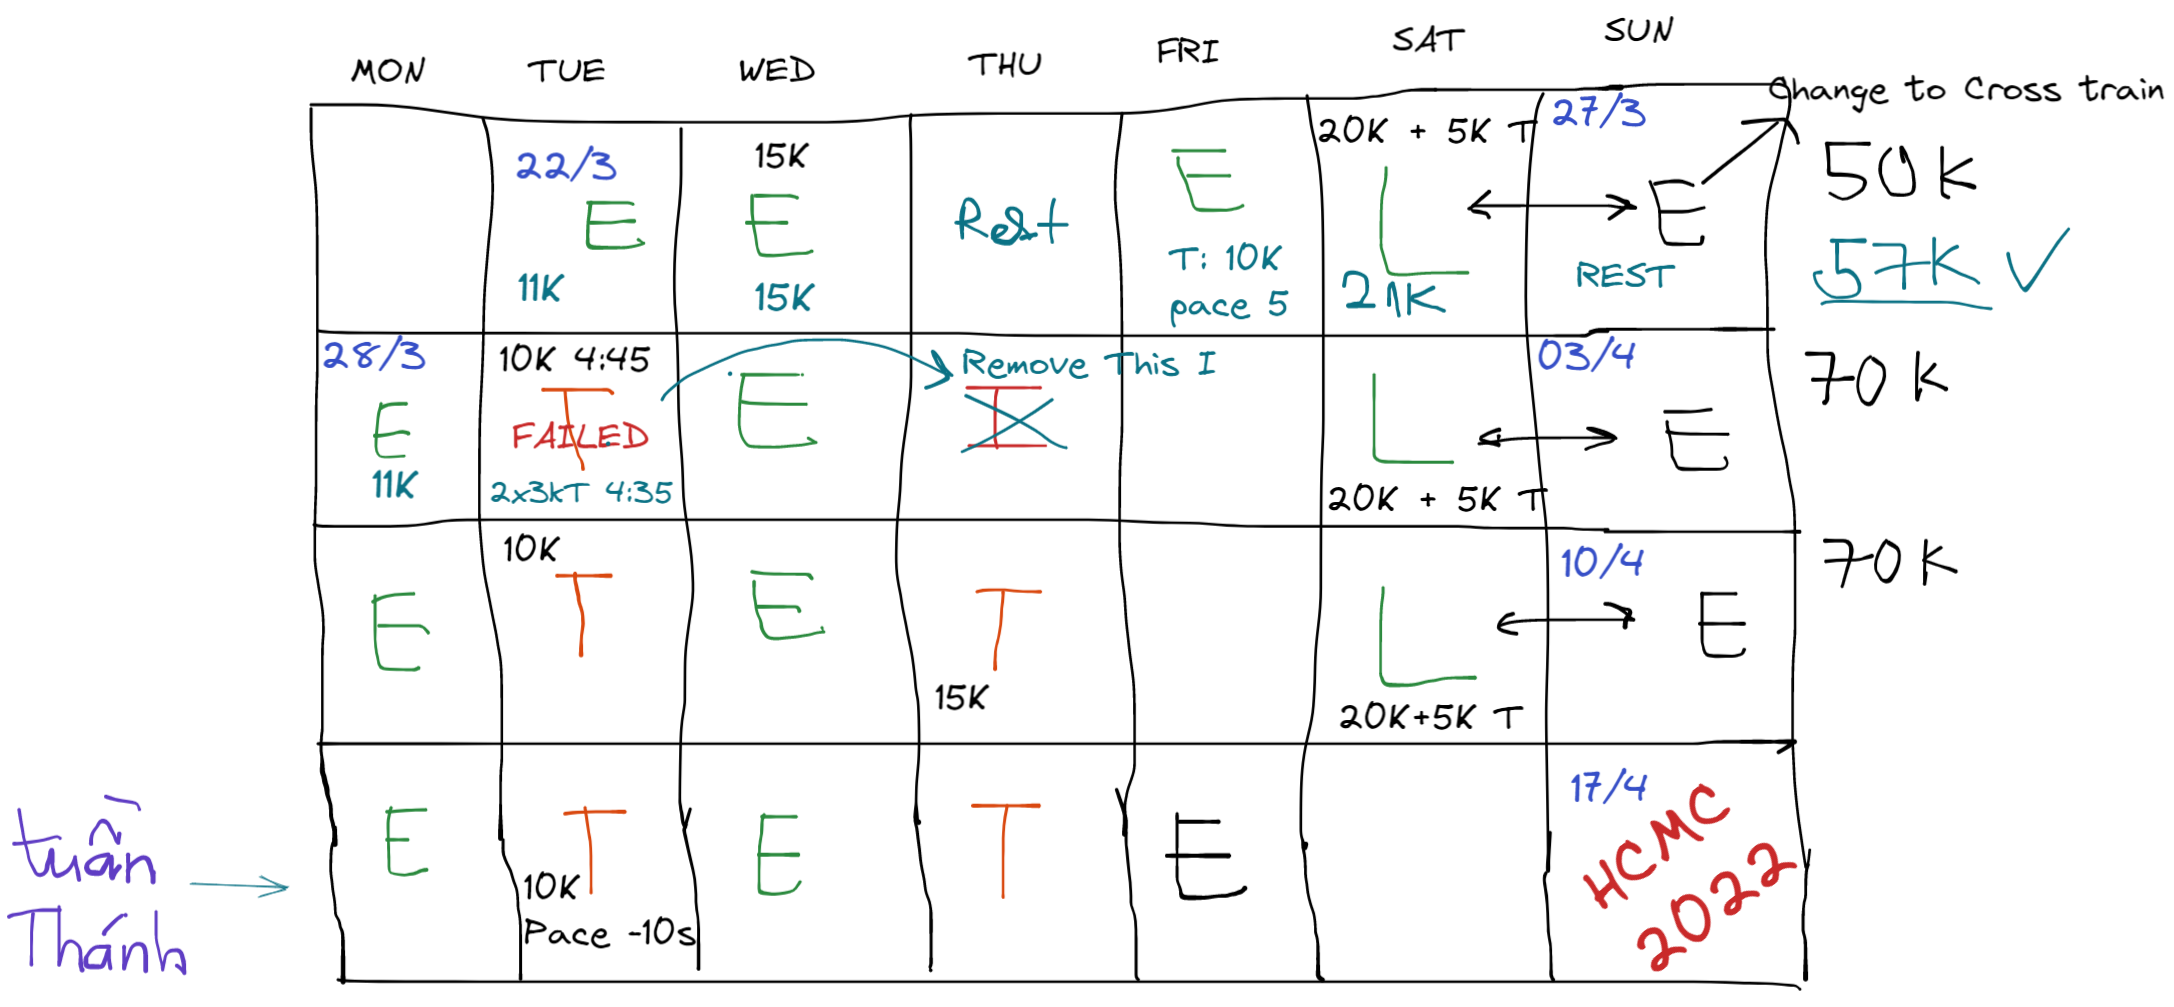 MON TUE WED THU FRI SAT SUN
Change to Cross train
22/3
E
11K
15K
E
15K
Rest
E
T: 10K
pace 5
20K + 5K T
L
21K
27/3
E
REST
50K
57K ✓
28/3
E
11K
10K 4:45
T
FAILED
2x3kT 4:35
E
Remove This I
I
L
20K + 5K T
03/4
E
70K
E
10K
T
E
T
15K
L
20K+5K T
10/4
E
70K
tuần
Thánh
E
T
10K
Pace -10s
E
T
E
17/4
HCMC
2022